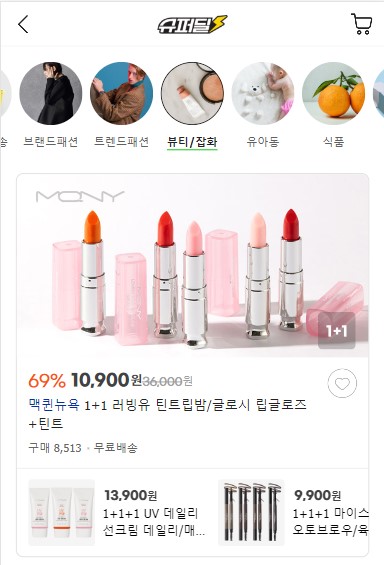 슈퍼딜
송 브랜드패션 트렌드패션 뷰티/잡화 유아동 식품
MQNY
1+1
69% 10,900원 36,000원
맥퀸뉴욕 1+1 러빙유 틴트립밤/글로시 립글로즈
+틴트
구매 8,513 · 무료배송
13,900원
1+1+1 UV 데일리
선크림 데일리/매...
9,900원
1+1+1 마이스
오토브로우/육